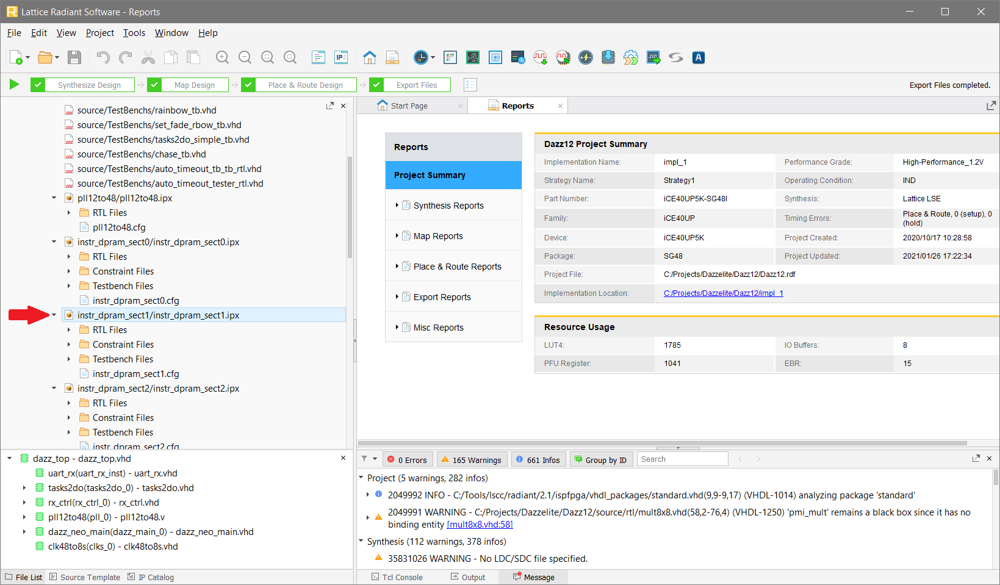 Lattice Radiant Software - Reports
File Edit View Project Tools Window Help
IP
A
Synthesize Design Map Design Place & Route Design Export Files Export Files completed.
source/TestBenchs/rainbow_tb.vhd
source/TestBenchs/set_fade_rbow_tb.vhd
source/TestBenchs/tasks2do_simple_tb.vhd
source/TestBenchs/chase_tb.vhd
source/TestBenchs/auto_timeout_tb_tb_rtl.vhd
source/TestBenchs/auto_timeout_tester_rtl.vhd
pll12to48/pll12to48.ipx
RTL Files
pll12to48.cfg
instr_dpram_sect0/instr_dpram_sect0.ipx
RTL Files
Constraint Files
Testbench Files
instr_dpram_sect0.cfg
instr_dpram_sect1/instr_dpram_sect1.ipx
RTL Files
Constraint Files
Testbench Files
instr_dpram_sect1.cfg
instr_dpram_sect2/instr_dpram_sect2.ipx
RTL Files
Constraint Files
Testbench Files
instr_dpram_sect2.cfg
dazz_top - dazz_top.vhd
uart_rx(uart_rx_inst) - uart_rx.vhd
tasks2do(tasks2do_0) - tasks2do.vhd
rx_ctrl(rx_ctrl_0) - rx_ctrl.vhd
pll12to48(pll_0) - pll12to48.v
dazz_neo_main(dazz_main_0) - dazz_neo_main.vhd
clk48to8s(clks_0) - clk48to8s.vhd
File List Source Template IP Catalog
Start Page Reports
Reports
Project Summary
Synthesis Reports
Map Reports
Place & Route Reports
Export Reports
Misc Reports
Dazz12 Project Summary
Implementation Name: impl_1 Performance Grade: High-Performance_1.2V
Strategy Name: Strategy1 Operating Condition: IND
Part Number: iCE40UP5K-SG48I Synthesis: Lattice LSE
Family: iCE40UP Timing Errors: Place & Route, 0 (setup), 0
(hold)
Device: iCE40UP5K Project Created: 2020/10/17 10:28:58
Package: SG48 Project Updated: 2021/01/26 17:22:34
Project File: C:/Projects/Dazzelite/Dazz12/Dazz12.rdf
Implementation Location: C:/Projects/Dazzelite/Dazz12/impl_1
Resource Usage
LUT4: 1785 IO Buffers: 8
PFU Register: 1041 EBR: 15
0 Errors 165 Warnings 661 Infos Group by ID Search
Project (5 warnings, 282 infos)
2049992 INFO - C:/Tools/lscc/radiant/2.1/ispfpga/vhdl_packages/standard.vhd(9,9-9,17) (VHDL-1014) analyzing package 'standard'
2049991 WARNING - C:/Projects/Dazzelite/Dazz12/source/rtl/mult8x8.vhd(58,2-76,4) (VHDL-1250) 'pmi_mult' remains a black box since it has no
binding entity [mult8x8.vhd:58]
Synthesis (112 warnings, 378 infos)
35831026 WARNING - No LDC/SDC file specified.
Tcl Console Output Message